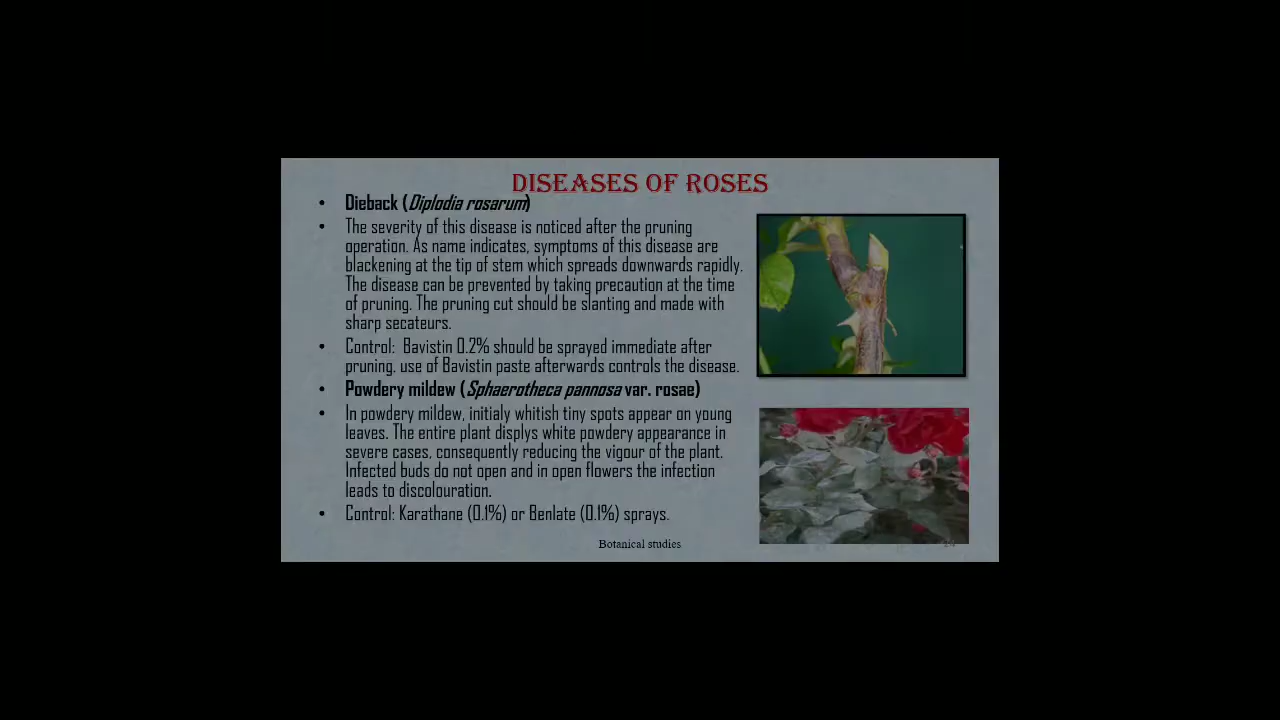 DISEASES OF ROSES
• Dieback (Diplodia rosarum)
• The severity of this disease is noticed after the pruning
operation. As name indicates, symptoms of this disease are
blackening at the tip of stem which spreads downwards rapidly.
The disease can be prevented by taking precaution at the time
of pruning. The pruning cut should be slanting and made with
sharp secateurs.
• Control: Bavistin 0.2% should be sprayed immediate after
pruning. use of Bavistin paste afterwards controls the disease.
• Powdery mildew (Sphaerotheca pannosa var. rosae)
• In powdery mildew, initialy whitish tiny spots appear on young
leaves. The entire plant displys white powdery appearance in
severe cases, consequently reducing the vigour of the plant.
Infected buds do not open and in open flowers the infection
leads to discolouration.
• Control: Karathane (0.1%) or Benlate (0.1%) sprays.
Botanical studies